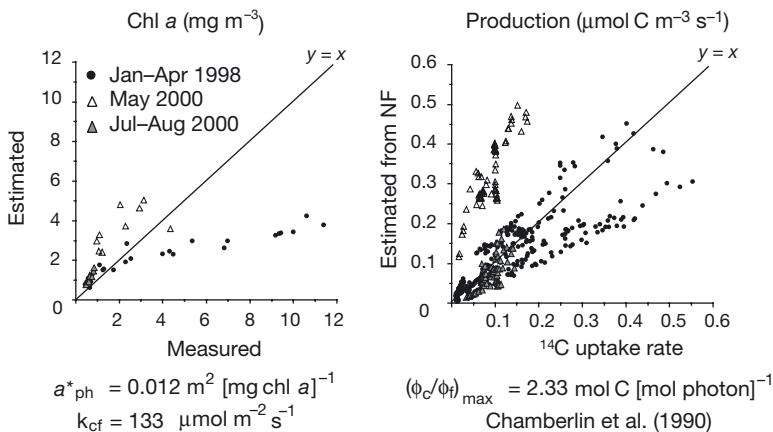 Chl a (mg m⁻³)
y = x
12
10
8
6
4
2
0
Estimated
Jan–Apr 1998
May 2000
Jul–Aug 2000
2 4 6 8 10 12
Measured
a*ph = 0.012 m² [mg chl a]⁻¹
kcf = 133 μmol m⁻² s⁻¹
Production (μmol C m⁻³ s⁻¹)
y = x
0.6
0.5
0.4
0.3
0.2
0.1
0
Estimated from NF
0.1 0.2 0.3 0.4 0.5 0.6
¹⁴C uptake rate
(ϕc/ϕf)max = 2.33 mol C [mol photon]⁻¹
Chamberlin et al. (1990)